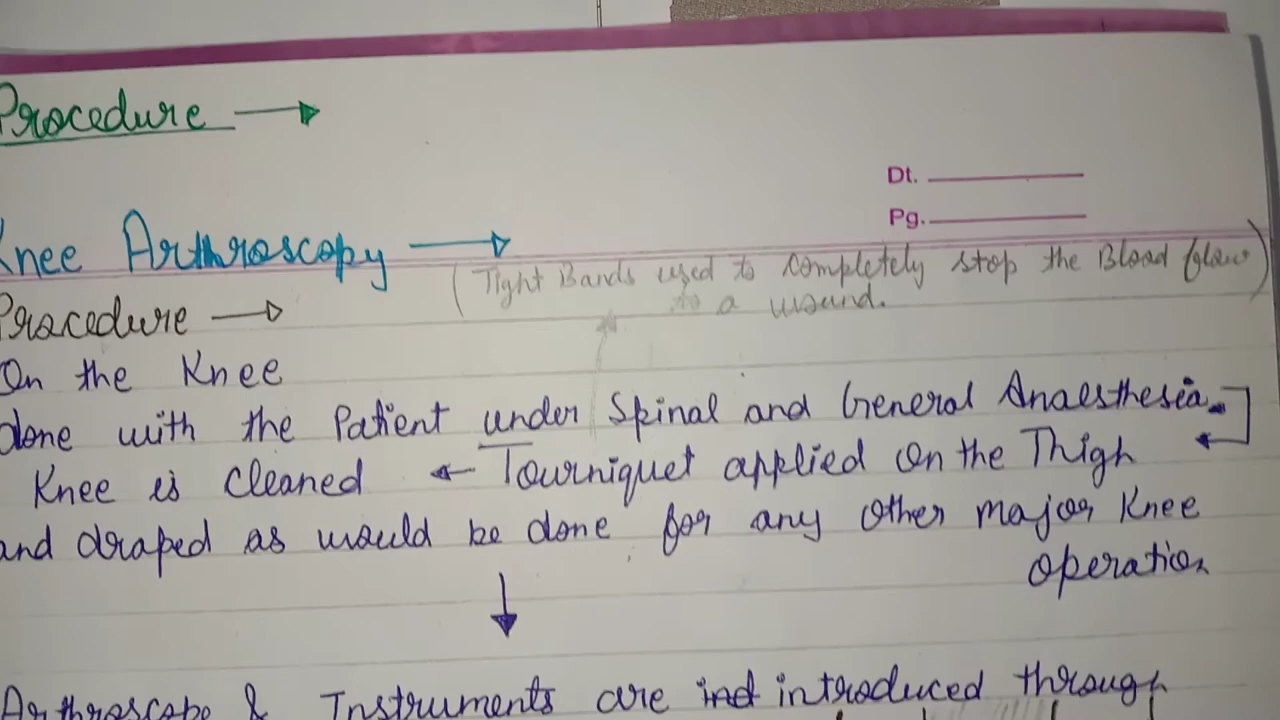 Procedure →
Dt.
Pg.
Knee Arthroscopy →
(Tight Bands used to completely stop the Blood flow
to a wound.)
Procedure →
On the Knee
done with the Patient under Spinal and General Anaesthesia.
Knee is cleaned ← Tourniquet applied on the Thigh
and draped as would be done for any other major Knee
operation
↓
Arthroscope & Instruments are ind introduced through